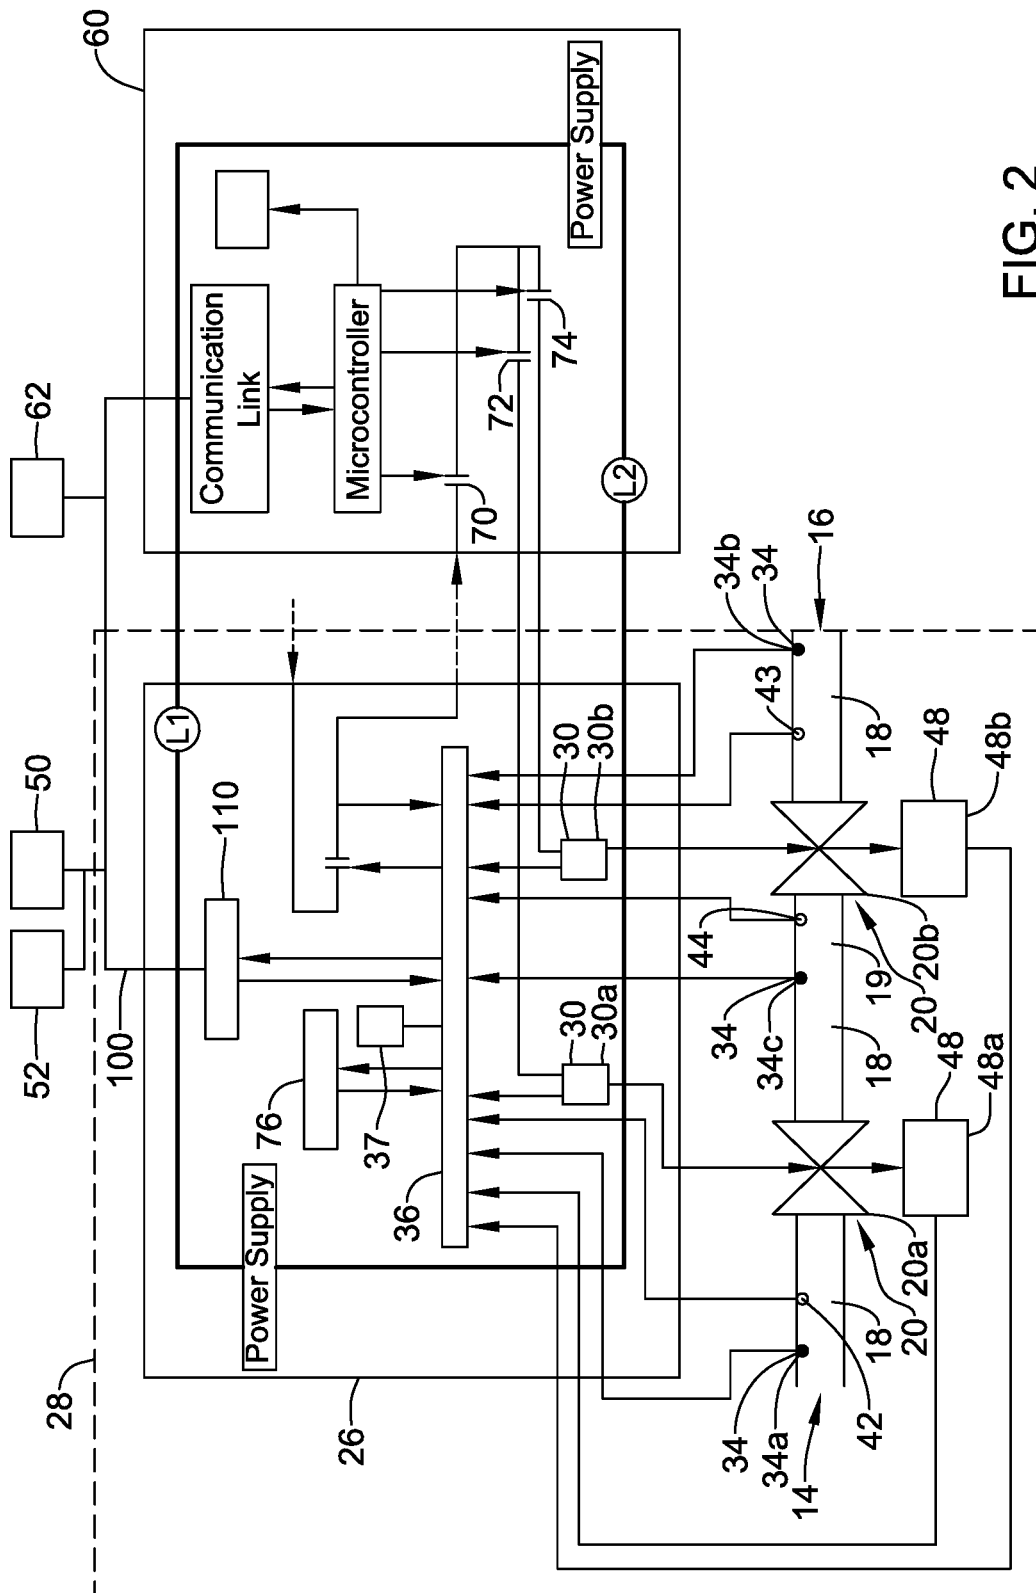 60
62
50
52
100
28
26
L1
110
76
37
36
Power Supply
Communication
Link
Microcontroller
70
72
74
Power Supply
L2
30
30a
30
30b
34
34a
14
42
18
20
20a
48
48a
34
34c
44
18
19
20
20b
48
48b
43
34b
34
18
16
FIG. 2